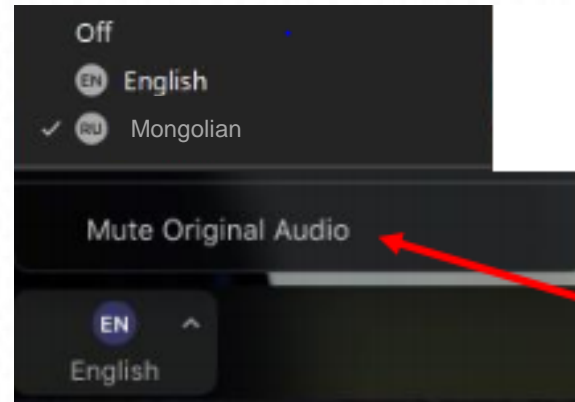 Off
EN English
RU Mongolian
Mute Original Audio
EN
English